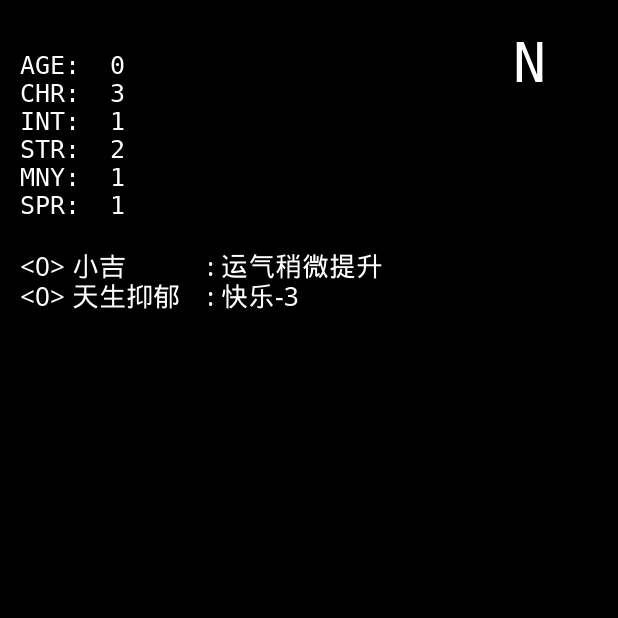 N
AGE: 0
CHR: 3
INT: 1
STR: 2
MNY: 1
SPR: 1
<O> 小吉 : 运气稍微提升
<O> 天生抑郁 : 快乐-3